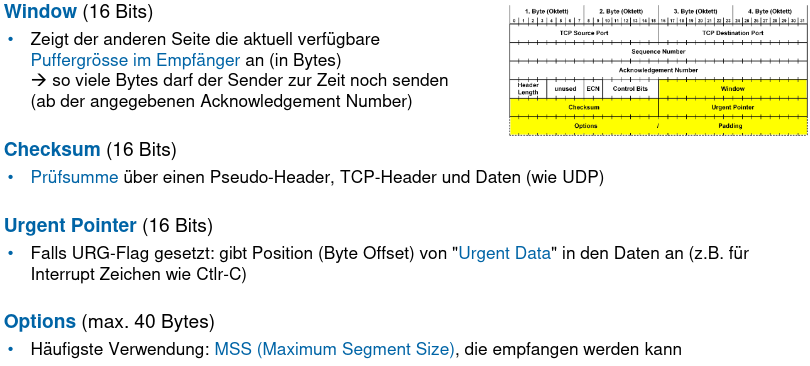 Window (16 Bits)
• Zeigt der anderen Seite die aktuell verfügbare
Puffergrösse im Empfänger an (in Bytes)
→ so viele Bytes darf der Sender zur Zeit noch senden
(ab der angegebenen Acknowledgement Number)
Checksum (16 Bits)
• Prüfsumme über einen Pseudo-Header, TCP-Header und Daten (wie UDP)
Urgent Pointer (16 Bits)
• Falls URG-Flag gesetzt: gibt Position (Byte Offset) von "Urgent Data" in den Daten an (z.B. für
Interrupt Zeichen wie Ctlr-C)
Options (max. 40 Bytes)
• Häufigste Verwendung: MSS (Maximum Segment Size), die empfangen werden kann
1. Byte (Oktett) 2. Byte (Oktett) 3. Byte (Oktett) 4. Byte (Oktett)
0 1 2 3 4 5 6 7 8 9 10 11 12 13 14 15 16 17 18 19 20 21 22 23 24 25 26 27 28 29 30 31
TCP Source Port TCP Destination Port
Sequence Number
Acknowledgement Number
Header Length unused ECN Control Bits Window
Checksum Urgent Pointer
Options / Padding